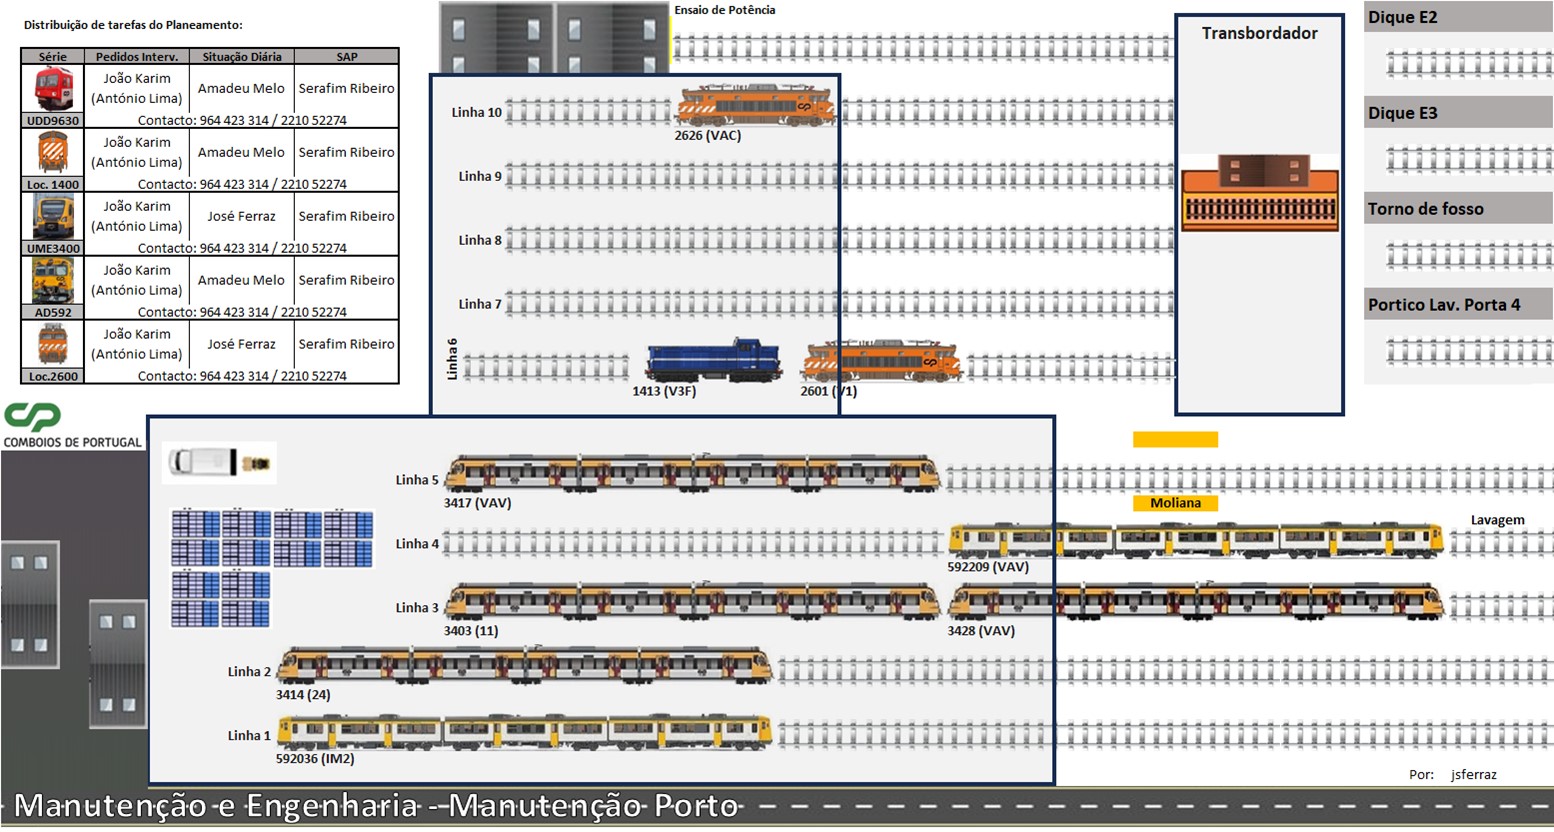 Distribuição de tarefas do Planeamento:
Série Pedidos Interv. Situação Diária SAP
João Karim
(António Lima) Amadeu Melo Serafim Ribeiro
UDD9630 Contacto: 964 423 314 / 2210 52274
João Karim
(António Lima) Amadeu Melo Serafim Ribeiro
Loc. 1400 Contacto: 964 423 314 / 2210 52274
João Karim
(António Lima) José Ferraz Serafim Ribeiro
UME3400 Contacto: 964 423 314 / 2210 52274
João Karim
(António Lima) Amadeu Melo Serafim Ribeiro
AD592 Contacto: 964 423 314 / 2210 52274
João Karim
(António Lima) José Ferraz Serafim Ribeiro
Loc.2600 Contacto: 964 423 314 / 2210 52274
CP
COMBOIOS DE PORTUGAL
Ensaio de Potência
Linha 10
2626 (VAC)
Linha 9
Linha 8
Linha 7
Linha 6
1413 (V3F) 2601 (V1)
Transbordador
Dique E2
Dique E3
Torno de fosso
Portico Lav. Porta 4
Linha 5
3417 (VAV)
Moliana
Lavagem
Linha 4
592209 (VAV)
Linha 3
3403 (11) 3428 (VAV)
Linha 2
3414 (24)
Linha 1
592036 (IM2)
Por: jsferraz
Manutenção e Engenharia - Manutenção Porto